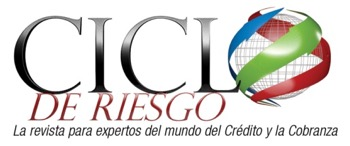 CICLO
DE RIESGO
La revista para expertos del mundo del Crédito y la Cobranza